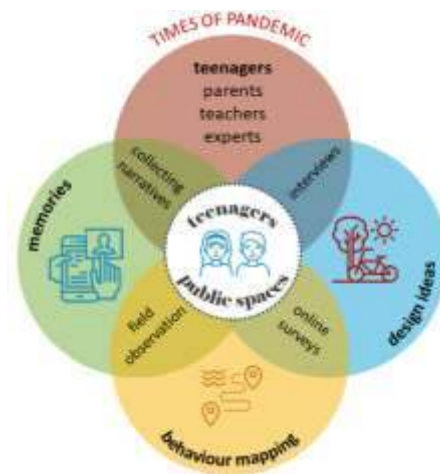 TIMES OF PANDEMIC
teenagers
parents
teachers
experts
collecting
narratives
interviews
memories
teenagers
public spaces
design ideas
field
observation
online
surveys
behaviour mapping